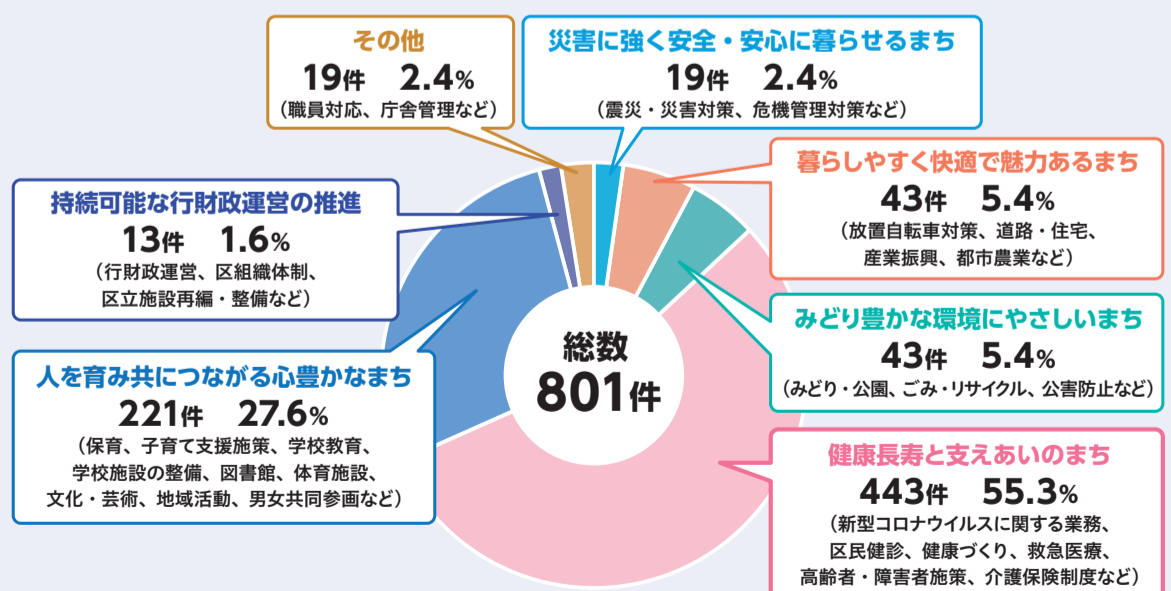 その他
19件 2.4%
（職員対応、庁舎管理など）
災害に強く安全・安心に暮らせるまち
19件 2.4%
（震災・災害対策、危機管理対策など）
暮らしやすく快適で魅力あるまち
43件 5.4%
（放置自転車対策、道路・住宅、
産業振興、都市農業など）
持続可能な行財政運営の推進
13件 1.6%
（行財政運営、区組織体制、
区立施設再編・整備など）
みどり豊かな環境にやさしいまち
43件 5.4%
（みどり・公園、ごみ・リサイクル、公害防止など）
総数
801件
人を育み共につながる心豊かなまち
221件 27.6%
（保育、子育て支援施策、学校教育、
学校施設の整備、図書館、体育施設、
文化・芸術、地域活動、男女共同参画など）
健康長寿と支えあいのまち
443件 55.3%
（新型コロナウイルスに関する業務、
区民健診、健康づくり、救急医療、
高齢者・障害者施策、介護保険制度など）